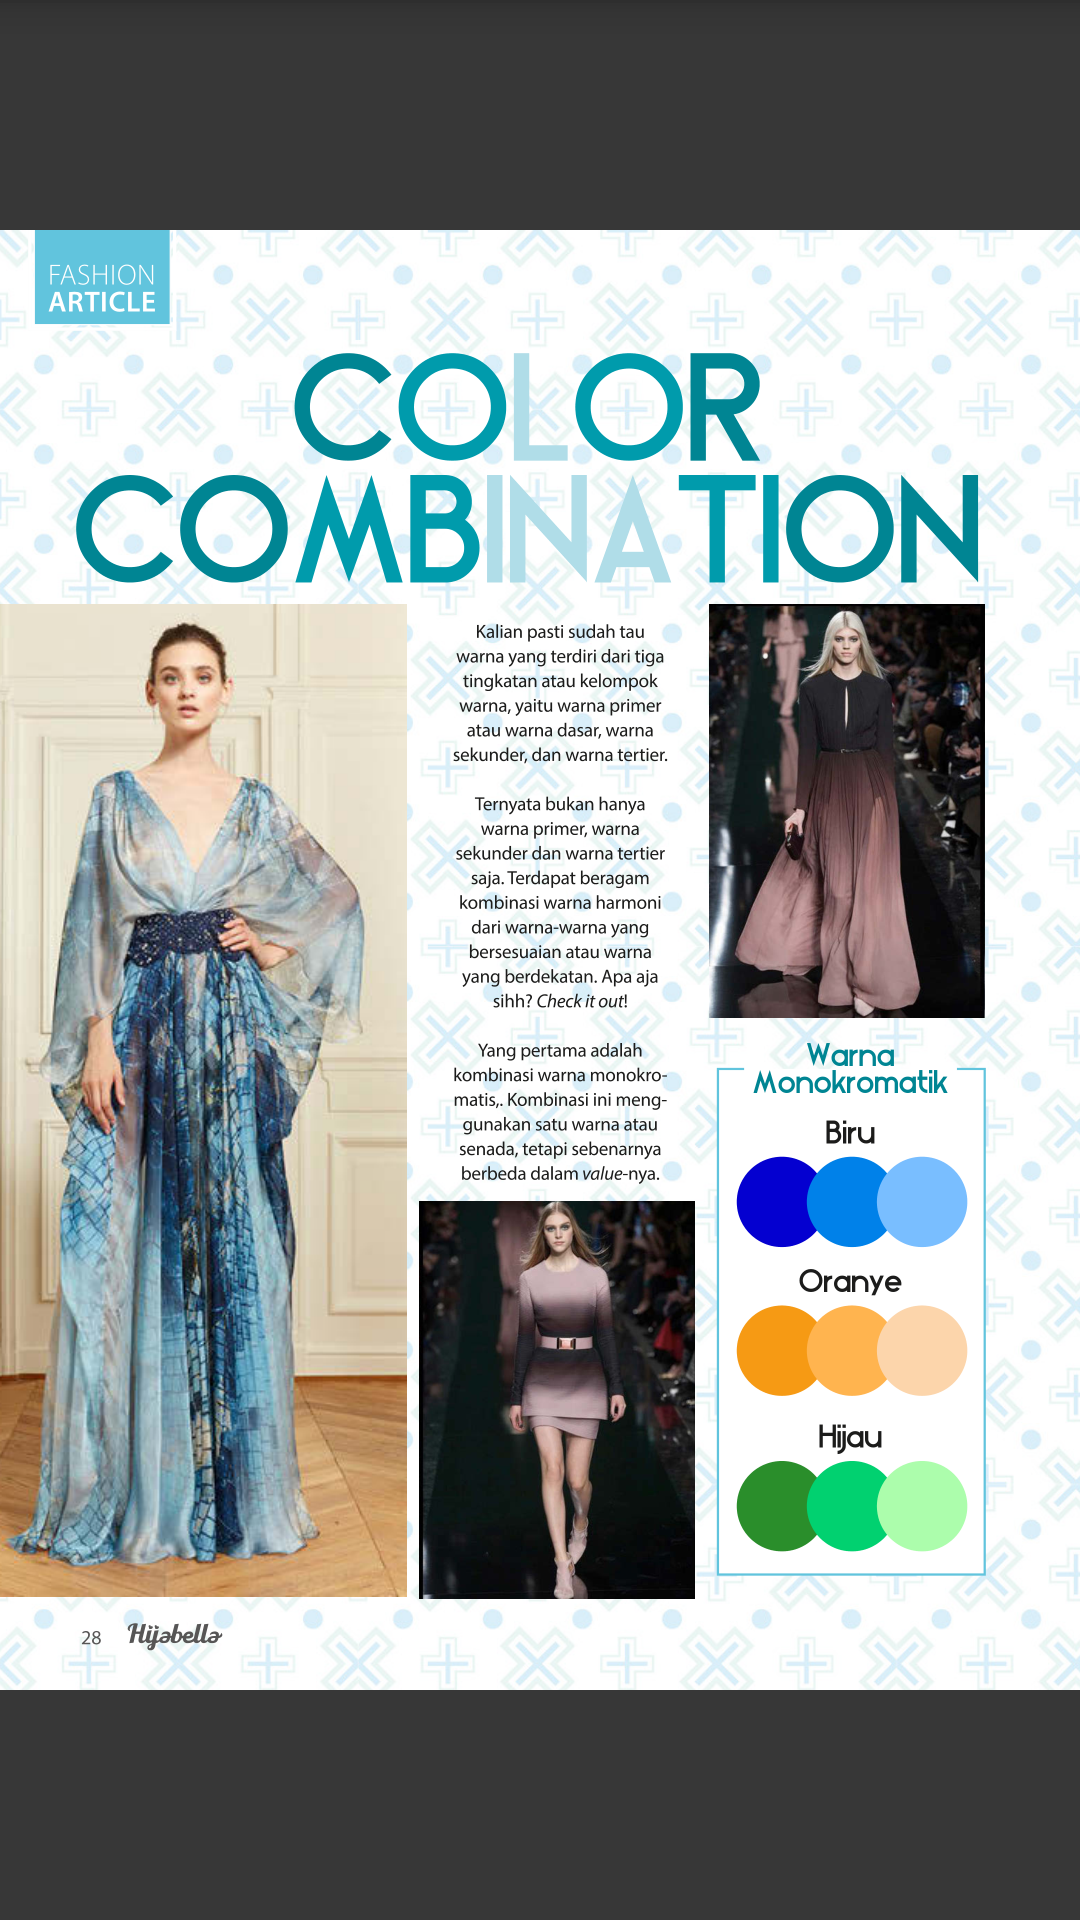 FASHION
ARTICLE
COLOR
COMBINATION
Kalian pasti sudah tau
warna yang terdiri dari tiga
tingkatan atau kelompok
warna, yaitu warna primer
atau warna dasar, warna
sekunder, dan warna tertier.
Ternyata bukan hanya
warna primer, warna
sekunder dan warna tertier
saja. Terdapat beragam
kombinasi warna harmoni
dari warna-warna yang
bersesuaian atau warna
yang berdekatan. Apa aja
sihh? Check it out!
Yang pertama adalah
kombinasi warna monokro-
matis,. Kombinasi ini meng-
gunakan satu warna atau
senada, tetapi sebenarnya
berbeda dalam value-nya.
Warna
Monokromatik
Biru
Oranye
Hijau
28 Hijabella